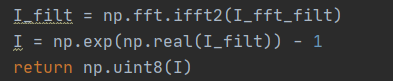 I_filt = np.fft.ifft2(I_fft_filt)
I = np.exp(np.real(I_filt)) - 1
return np.uint8(I)